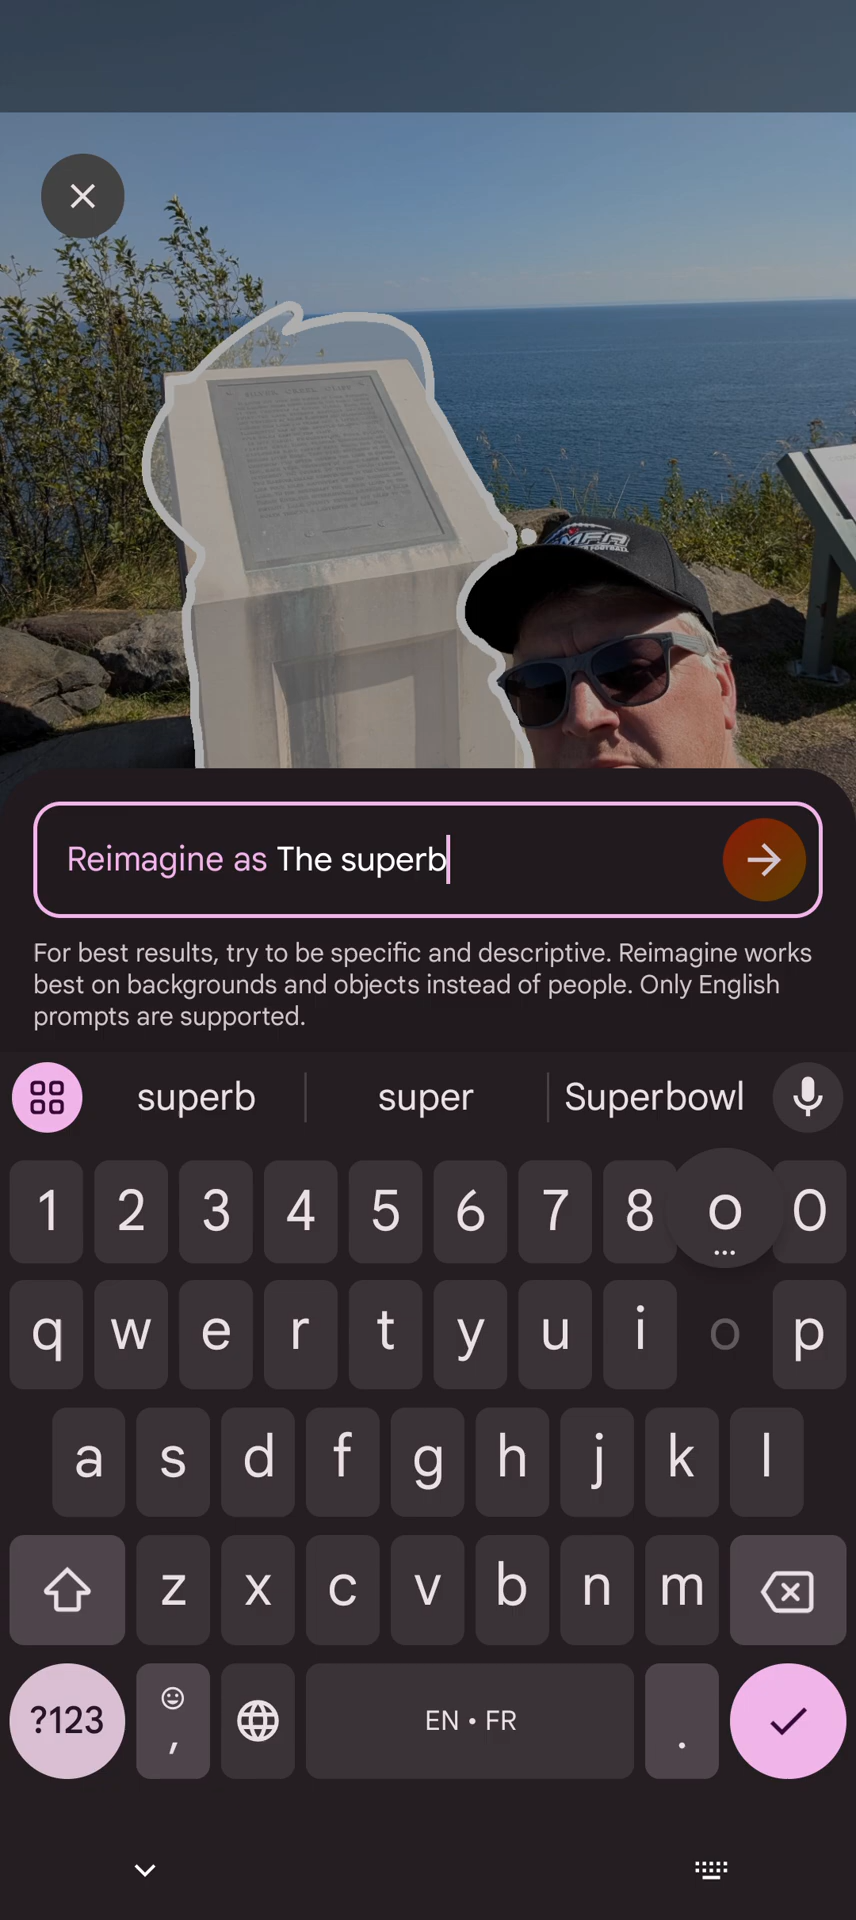 MFR
FOOTBALL
Reimagine as The superb
For best results, try to be specific and descriptive. Reimagine works
best on backgrounds and objects instead of people. Only English
prompts are supported.
superb super Superbowl
1 2 3 4 5 6 7 8 o 0
q w e r t y u i o p
a s d f g h j k l
z x c v b n m
?123 , EN • FR .